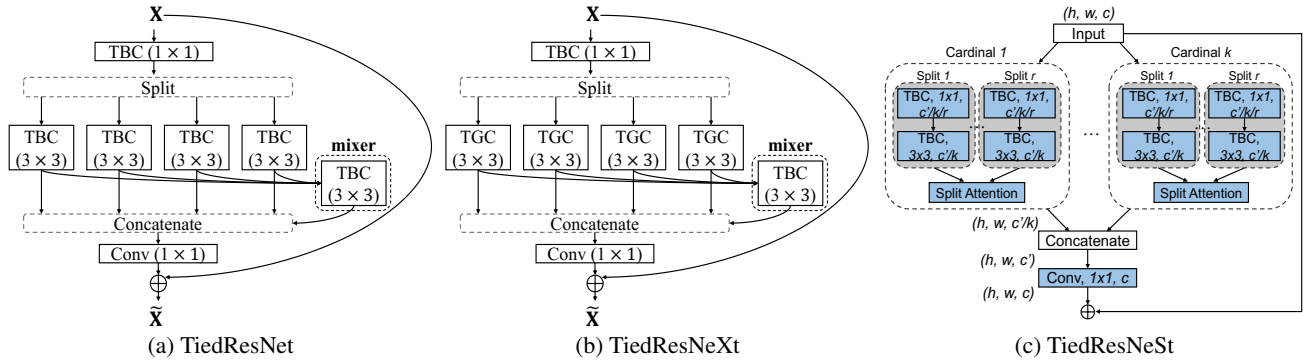 X
TBC (1 × 1)
Split
TBC
(3 × 3)
TBC
(3 × 3)
TBC
(3 × 3)
TBC
(3 × 3)
mixer
TBC
(3 × 3)
Concatenate
Conv (1 × 1)
X̃
(a) TiedResNet
X
TBC (1 × 1)
Split
TGC
(3 × 3)
TGC
(3 × 3)
TGC
(3 × 3)
TGC
(3 × 3)
mixer
TBC
(3 × 3)
Concatenate
Conv (1 × 1)
X̃
(b) TiedResNeXt
(h, w, c)
Input
Cardinal 1
Split 1
TBC, 1x1,
c'/k/r
TBC,
3x3, c'/k
Split r
TBC, 1x1,
c'/k/r
TBC,
3x3, c'/k
...
Split Attention
...
Cardinal k
Split 1
TBC, 1x1,
c'/k/r
TBC,
3x3, c'/k
Split r
TBC, 1x1,
c'/k/r
TBC,
3x3, c'/k
...
Split Attention
(h, w, c'/k)
Concatenate
(h, w, c')
Conv, 1x1, c
(h, w, c)
(c) TiedResNeSt